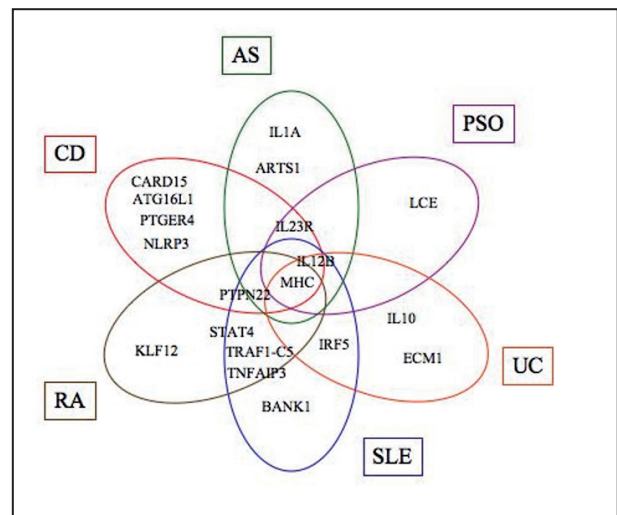 AS
PSO
CD
IL1A
ARTS1
CARD15
ATG16L1
PTGER4
NLRP3
LCE
IL23R
IL12B
MHC
PTPN22
IL10
STAT4
IRF5
KLF12
TRAF1-C5
ECM1
TNFAIP3
UC
RA
BANK1
SLE